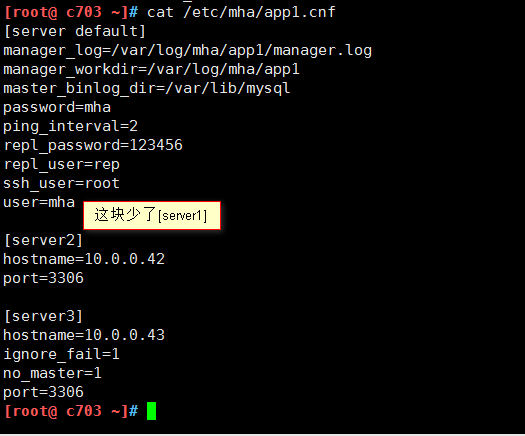 [root@ c703 ~]# cat /etc/mha/app1.cnf
[server default]
manager_log=/var/log/mha/app1/manager.log
manager_workdir=/var/log/mha/app1
master_binlog_dir=/var/lib/mysql
password=mha
ping_interval=2
repl_password=123456
repl_user=rep
ssh_user=root
user=mha
这块少了[server1]
[server2]
hostname=10.0.0.42
port=3306
[server3]
hostname=10.0.0.43
ignore_fail=1
no_master=1
port=3306
[root@ c703 ~]#